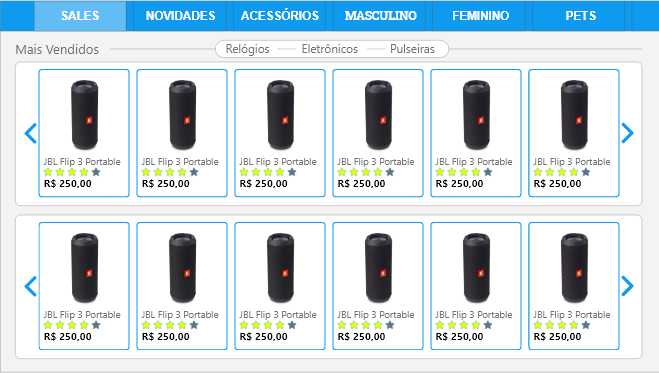 SALES NOVIDADES ACESSÓRIOS MASCULINO FEMININO PETS
Mais Vendidos Relógios Eletrônicos Pulseiras
JBL Flip 3 Portable JBL Flip 3 Portable JBL Flip 3 Portable JBL Flip 3 Portable JBL Flip 3 Portable JBL Flip 3 Portable
R$ 250,00 R$ 250,00 R$ 250,00 R$ 250,00 R$ 250,00 R$ 250,00
JBL Flip 3 Portable JBL Flip 3 Portable JBL Flip 3 Portable JBL Flip 3 Portable JBL Flip 3 Portable JBL Flip 3 Portable
R$ 250,00 R$ 250,00 R$ 250,00 R$ 250,00 R$ 250,00 R$ 250,00